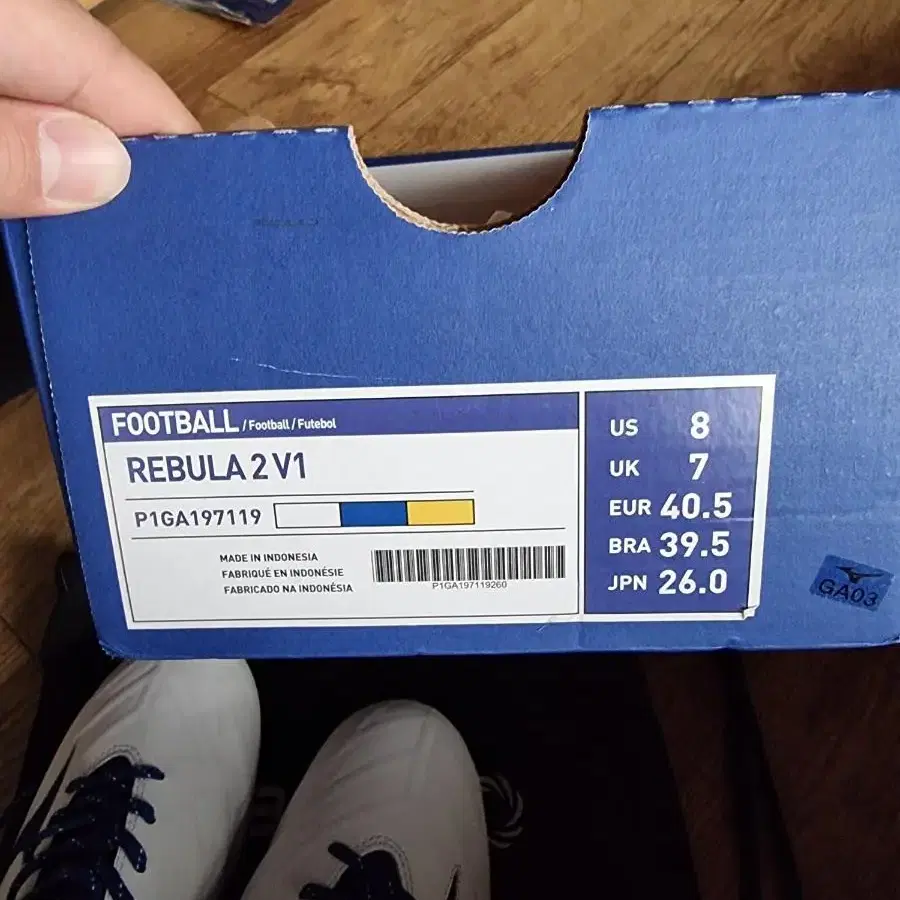 FOOTBALL / Football / Futebol
REBULA 2 V1
P1GA197119
MADE IN INDONESIA
FABRIQUÉ EN INDONÉSIE
FABRICADO NA INDONÉSIA
P1GA197119260
US 8
UK 7
EUR 40.5
BRA 39.5
JPN 26.0
GA03